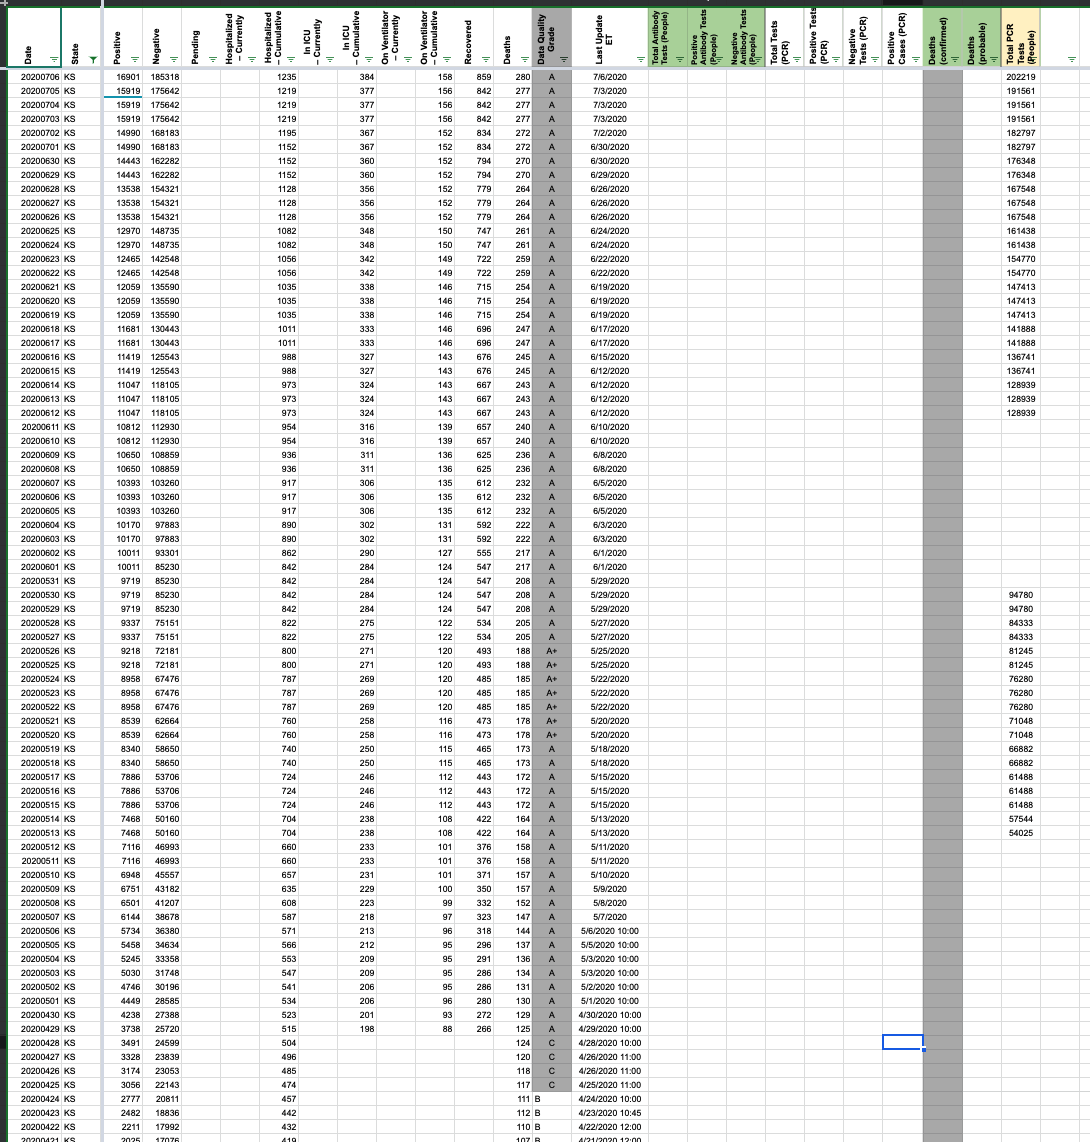 Date State Positive Negative Pending Hospitalized – Currently Hospitalized – Cumulative In ICU – Currently In ICU – Cumulative On Ventilator – Currently On Ventilator – Cumulative Recovered Deaths Data Quality Grade Last Update ET Total Antibody Tests (People) Positive Antibody Tests (People) Negative Antibody Tests (People) Total Tests (PCR) Positive Tests (PCR) Negative Tests (PCR) Positive Cases (PCR) Deaths (confirmed) Deaths (probable) Total PCR Tests (People)
20200706 KS 16901 185318 1235 384 158 859 280 A 7/6/2020 202219
20200705 KS 15919 175642 1219 377 156 842 277 A 7/3/2020 191561
20200704 KS 15919 175642 1219 377 156 842 277 A 7/3/2020 191561
20200703 KS 15919 175642 1219 377 156 842 277 A 7/3/2020 191561
20200702 KS 14990 168183 1195 367 152 834 272 A 7/2/2020 182797
20200701 KS 14990 168183 1152 367 152 834 272 A 6/30/2020 182797
20200630 KS 14443 162282 1152 360 152 794 270 A 6/30/2020 176348
20200629 KS 14443 162282 1152 360 152 794 270 A 6/29/2020 176348
20200628 KS 13538 154321 1128 356 152 779 264 A 6/26/2020 167548
20200627 KS 13538 154321 1128 356 152 779 264 A 6/26/2020 167548
20200626 KS 13538 154321 1128 356 152 779 264 A 6/26/2020 167548
20200625 KS 12970 148735 1082 348 150 747 261 A 6/24/2020 161438
20200624 KS 12970 148735 1082 348 150 747 261 A 6/24/2020 161438
20200623 KS 12465 142548 1056 342 149 722 259 A 6/22/2020 154770
20200622 KS 12465 142548 1056 342 149 722 259 A 6/22/2020 154770
20200621 KS 12059 135590 1035 338 146 715 254 A 6/19/2020 147413
20200620 KS 12059 135590 1035 338 146 715 254 A 6/19/2020 147413
20200619 KS 12059 135590 1035 338 146 715 254 A 6/19/2020 147413
20200618 KS 11681 130443 1011 333 146 696 247 A 6/17/2020 141888
20200617 KS 11681 130443 1011 333 146 696 247 A 6/17/2020 141888
20200616 KS 11419 125543 988 327 143 676 245 A 6/15/2020 136741
20200615 KS 11419 125543 988 327 143 676 245 A 6/12/2020 136741
20200614 KS 11047 118105 973 324 143 667 243 A 6/12/2020 128939
20200613 KS 11047 118105 973 324 143 667 243 A 6/12/2020 128939
20200612 KS 11047 118105 973 324 143 667 243 A 6/12/2020 128939
20200611 KS 10812 112930 954 316 139 657 240 A 6/10/2020
20200610 KS 10812 112930 954 316 139 657 240 A 6/10/2020
20200609 KS 10650 108859 936 311 136 625 236 A 6/8/2020
20200608 KS 10650 108859 936 311 136 625 236 A 6/8/2020
20200607 KS 10393 103260 917 306 135 612 232 A 6/5/2020
20200606 KS 10393 103260 917 306 135 612 232 A 6/5/2020
20200605 KS 10393 103260 917 306 135 612 232 A 6/5/2020
20200604 KS 10170 97883 890 302 131 592 222 A 6/3/2020
20200603 KS 10170 97883 890 302 131 592 222 A 6/3/2020
20200602 KS 10011 93301 862 290 127 555 217 A 6/1/2020
20200601 KS 10011 85230 842 284 124 547 217 A 6/1/2020
20200531 KS 9719 85230 842 284 124 547 208 A 5/29/2020
20200530 KS 9719 85230 842 284 124 547 208 A 5/29/2020 94780
20200529 KS 9719 85230 842 284 124 547 208 A 5/29/2020 94780
20200528 KS 9337 75151 822 275 122 534 205 A 5/27/2020 84333
20200527 KS 9337 75151 822 275 122 534 205 A 5/27/2020 84333
20200526 KS 9218 72181 800 271 120 493 188 A+ 5/25/2020 81245
20200525 KS 9218 72181 800 271 120 493 188 A+ 5/25/2020 81245
20200524 KS 8958 67476 787 269 120 485 185 A+ 5/22/2020 76280
20200523 KS 8958 67476 787 269 120 485 185 A+ 5/22/2020 76280
20200522 KS 8958 67476 787 269 120 485 185 A+ 5/22/2020 76280
20200521 KS 8539 62664 760 258 116 473 178 A+ 5/20/2020 71048
20200520 KS 8539 62664 760 258 116 473 178 A+ 5/20/2020 71048
20200519 KS 8340 58650 740 250 115 465 173 A 5/18/2020 66882
20200518 KS 8340 58650 740 250 115 465 173 A 5/18/2020 66882
20200517 KS 7886 53706 724 246 112 443 172 A 5/15/2020 61488
20200516 KS 7886 53706 724 246 112 443 172 A 5/15/2020 61488
20200515 KS 7886 53706 724 246 112 443 172 A 5/15/2020 61488
20200514 KS 7468 50160 704 238 108 422 164 A 5/13/2020 57544
20200513 KS 7468 50160 704 238 108 422 164 A 5/13/2020 54025
20200512 KS 7116 46993 660 233 101 376 158 A 5/11/2020
20200511 KS 7116 46993 660 233 101 376 158 A 5/11/2020
20200510 KS 6948 45557 657 231 101 371 157 A 5/10/2020
20200509 KS 6751 43182 635 229 100 350 157 A 5/9/2020
20200508 KS 6501 41207 608 223 99 332 152 A 5/8/2020
20200507 KS 6144 38678 587 218 97 323 147 A 5/7/2020
20200506 KS 5734 36380 571 213 96 318 144 A 5/6/2020 10:00
20200505 KS 5458 34634 566 212 95 296 137 A 5/5/2020 10:00
20200504 KS 5245 33358 553 209 95 291 136 A 5/3/2020 10:00
20200503 KS 5030 31748 547 209 95 286 134 A 5/3/2020 10:00
20200502 KS 4746 30196 541 206 95 286 131 A 5/2/2020 10:00
20200501 KS 4449 28585 534 206 96 280 130 A 5/1/2020 10:00
20200430 KS 4238 27388 523 201 93 272 129 A 4/30/2020 10:00
20200429 KS 3738 25720 515 198 88 266 125 A 4/29/2020 10:00
20200428 KS 3491 24599 504 124 C 4/28/2020 10:00
20200427 KS 3328 23839 496 120 C 4/26/2020 11:00
20200426 KS 3174 23053 485 118 C 4/26/2020 11:00
20200425 KS 3056 22143 474 117 C 4/25/2020 11:00
20200424 KS 2777 20811 457 111 B 4/24/2020 10:00
20200423 KS 2482 18836 442 112 B 4/23/2020 10:45
20200422 KS 2211 17992 432 110 B 4/22/2020 12:00
20200421 KS 2025 17076 419 107 B 4/21/2020 12:00